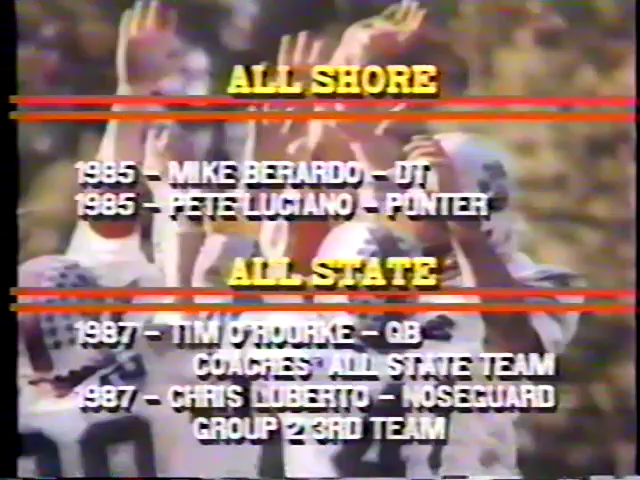 ALL SHORE
1985 - MIKE BERARDO - DT
1985 - PETE LUCIANO - PUNTER
ALL STATE
1987 - TIM O'ROURKE - QB
COACHES' ALL STATE TEAM
1987 - CHRIS LUBERTO - NOSEGUARD
GROUP 2 3RD TEAM